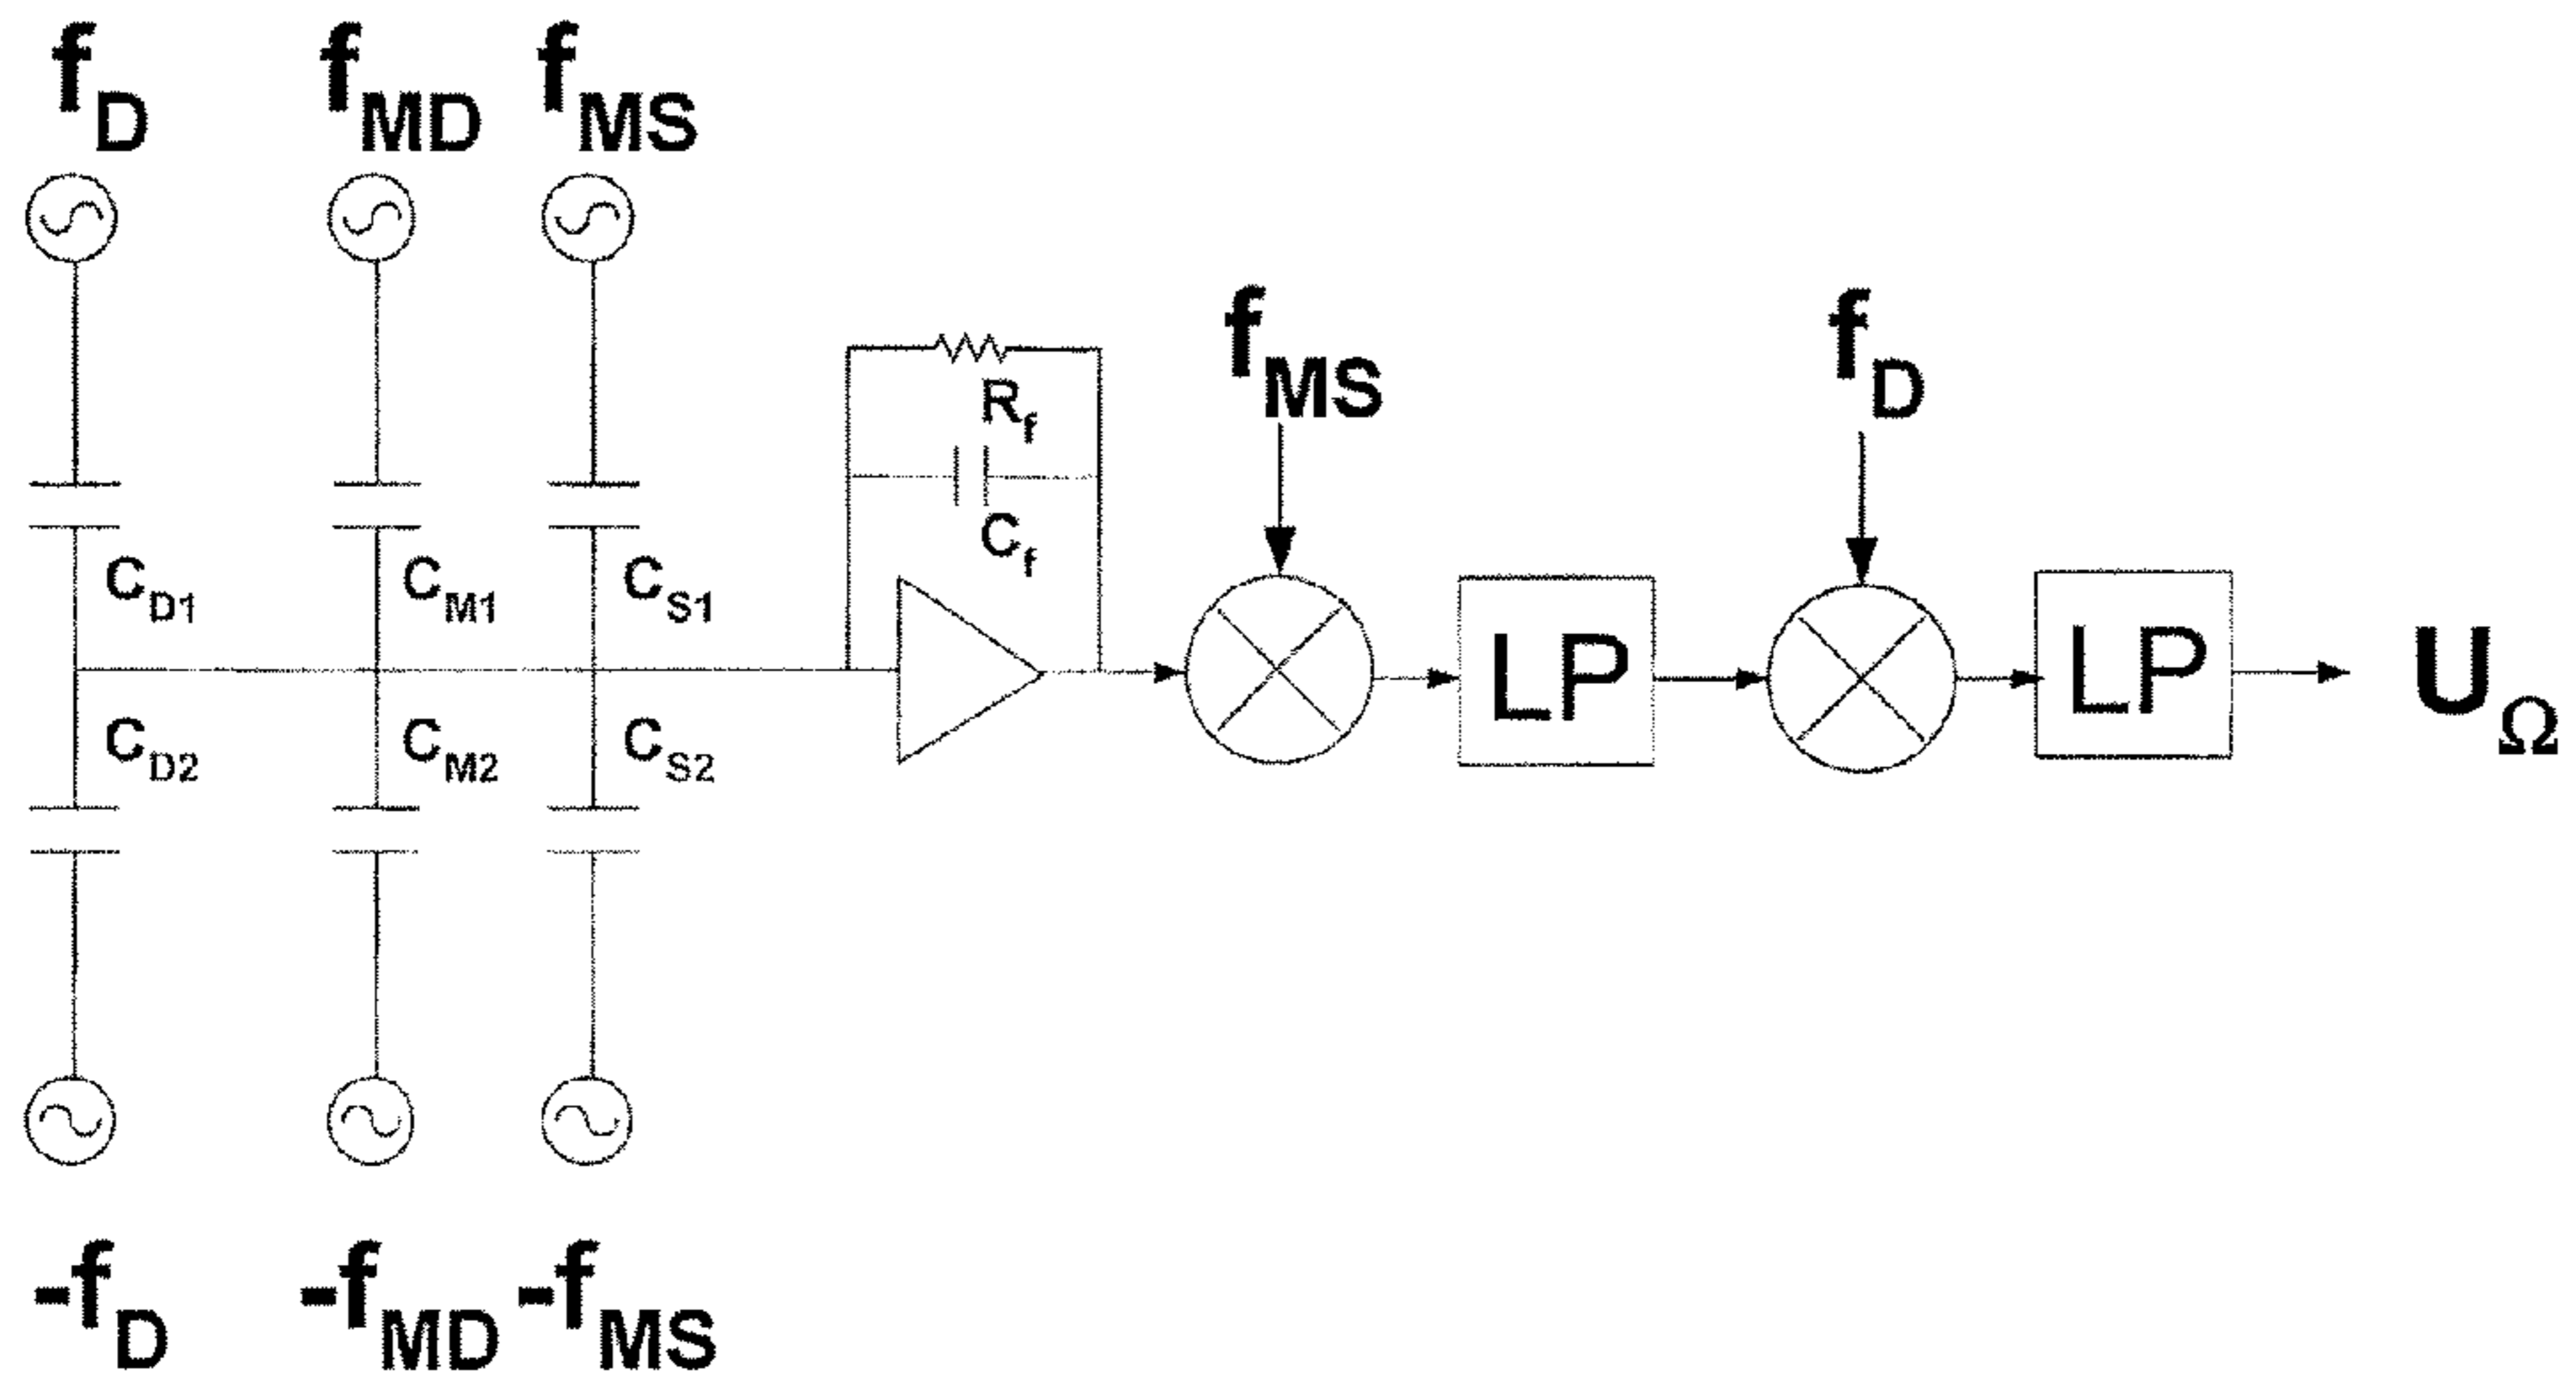 f_D f_MD f_MS
R_f
f_MS f_D
C_f
C_D1 C_M1 C_S1
LP LP U_Ω
C_D2 C_M2 C_S2
-f_D -f_MD -f_MS